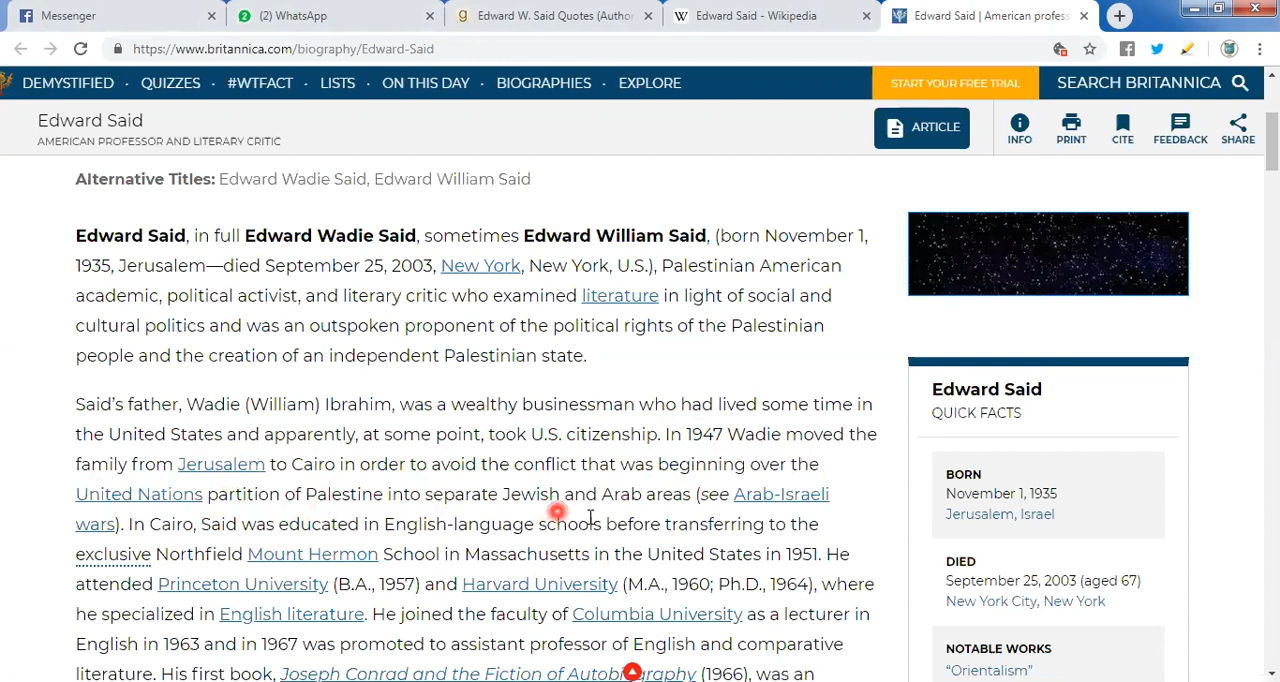 Messenger
(2) WhatsApp
Edward W. Said Quotes (Author
Edward Said - Wikipedia
Edward Said | American profess
https://www.britannica.com/biography/Edward-Said
DEMYSTIFIED · QUIZZES · #WTFACT · LISTS · ON THIS DAY · BIOGRAPHIES · EXPLORE
START YOUR FREE TRIAL
SEARCH BRITANNICA
Edward Said
AMERICAN PROFESSOR AND LITERARY CRITIC
ARTICLE
INFO
PRINT
CITE
FEEDBACK
SHARE
Alternative Titles: Edward Wadie Said, Edward William Said
Edward Said, in full Edward Wadie Said, sometimes Edward William Said, (born November 1,
1935, Jerusalem—died September 25, 2003, New York, New York, U.S.), Palestinian American
academic, political activist, and literary critic who examined literature in light of social and
cultural politics and was an outspoken proponent of the political rights of the Palestinian
people and the creation of an independent Palestinian state.
Said's father, Wadie (William) Ibrahim, was a wealthy businessman who had lived some time in
the United States and apparently, at some point, took U.S. citizenship. In 1947 Wadie moved the
family from Jerusalem to Cairo in order to avoid the conflict that was beginning over the
United Nations partition of Palestine into separate Jewish and Arab areas (see Arab-Israeli
wars). In Cairo, Said was educated in English-language schools before transferring to the
exclusive Northfield Mount Hermon School in Massachusetts in the United States in 1951. He
attended Princeton University (B.A., 1957) and Harvard University (M.A., 1960; Ph.D., 1964), where
he specialized in English literature. He joined the faculty of Columbia University as a lecturer in
English in 1963 and in 1967 was promoted to assistant professor of English and comparative
literature. His first book, Joseph Conrad and the Fiction of Autobiography (1966), was an
Edward Said
QUICK FACTS
BORN
November 1, 1935
Jerusalem, Israel
DIED
September 25, 2003 (aged 67)
New York City, New York
NOTABLE WORKS
“Orientalism”